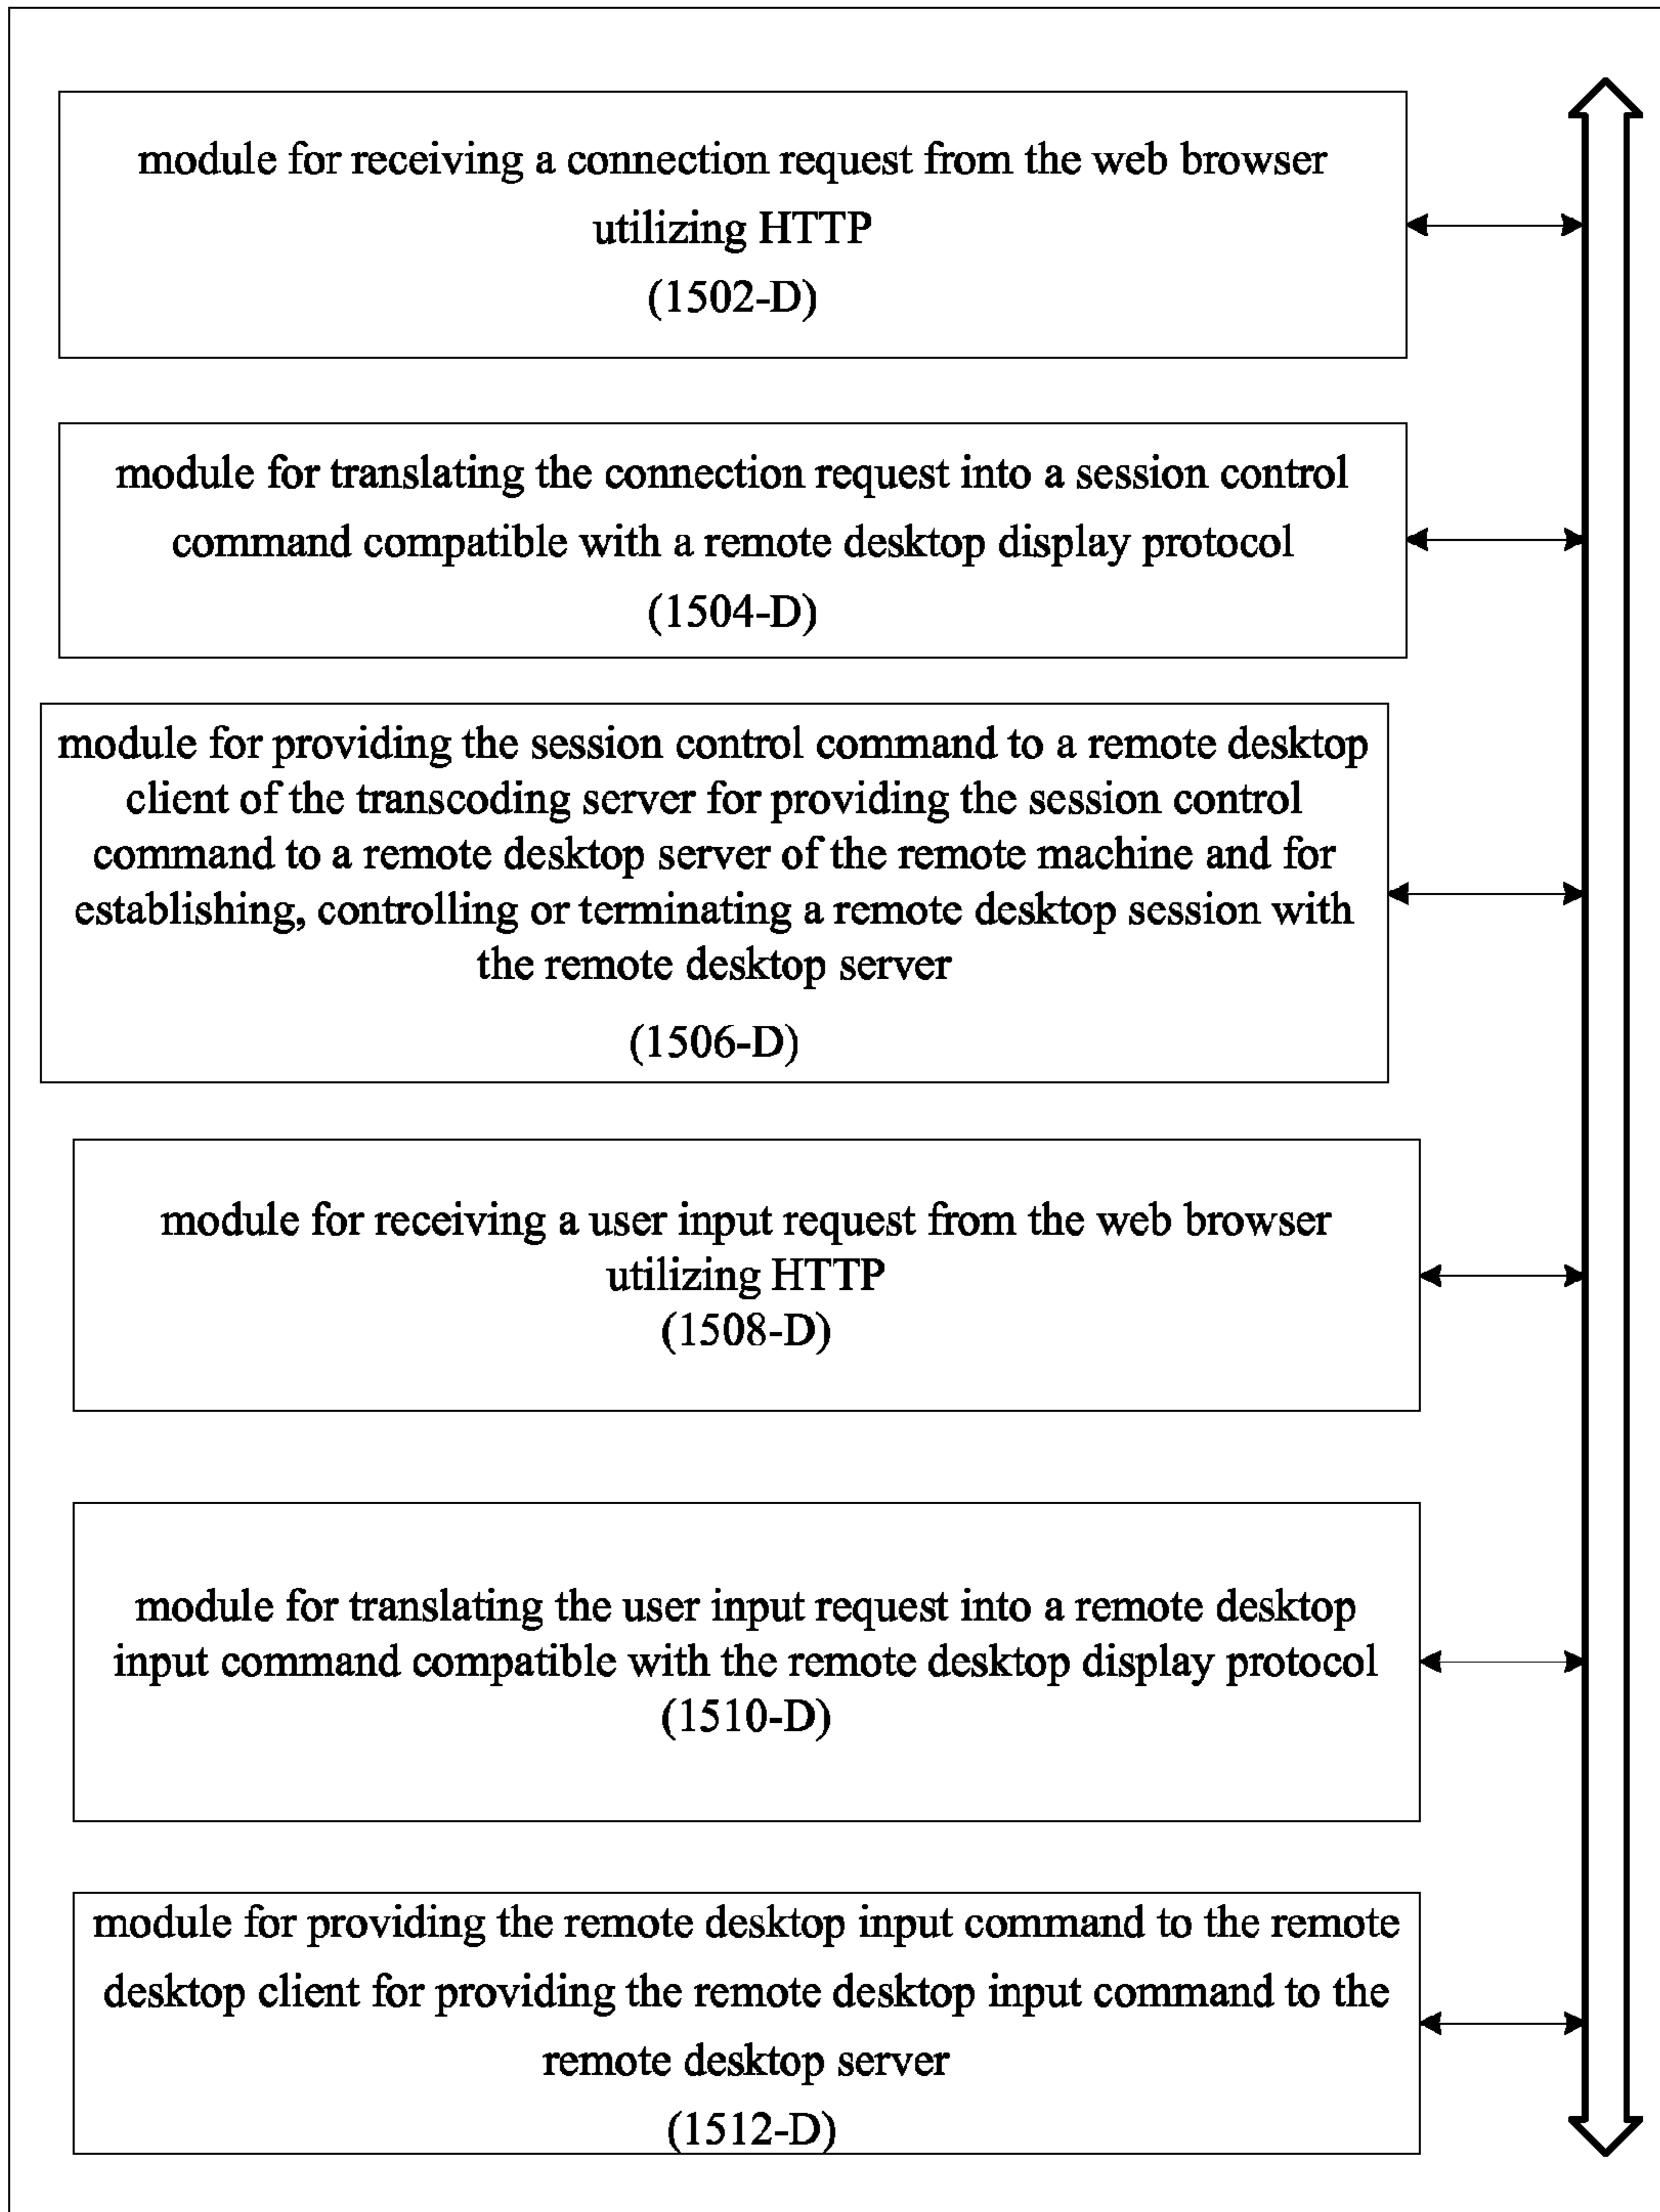 module for receiving a connection request from the web browser
utilizing HTTP
(1502-D)
module for translating the connection request into a session control
command compatible with a remote desktop display protocol
(1504-D)
module for providing the session control command to a remote desktop
client of the transcoding server for providing the session control
command to a remote desktop server of the remote machine and for
establishing, controlling or terminating a remote desktop session with
the remote desktop server
(1506-D)
module for receiving a user input request from the web browser
utilizing HTTP
(1508-D)
module for translating the user input request into a remote desktop
input command compatible with the remote desktop display protocol
(1510-D)
module for providing the remote desktop input command to the remote
desktop client for providing the remote desktop input command to the
remote desktop server
(1512-D)